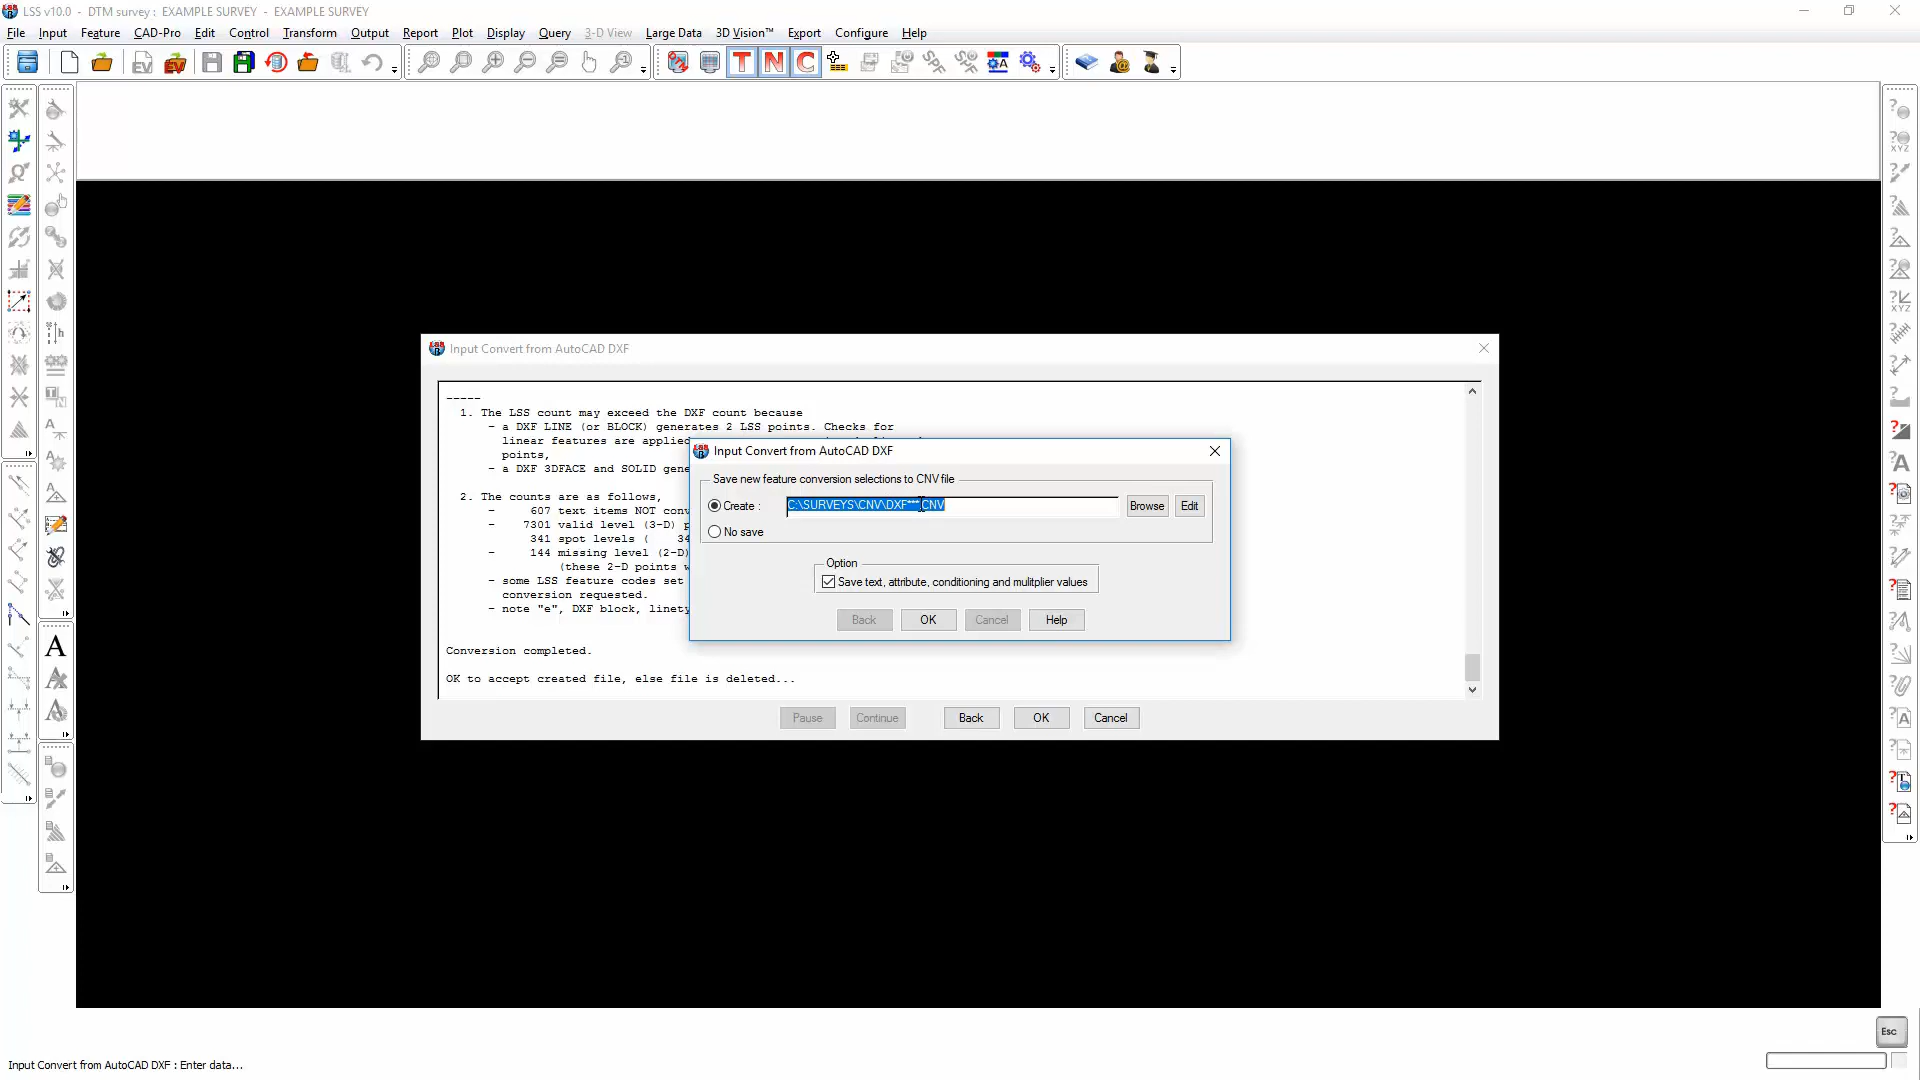 LSS v10.0 - DTM survey : EXAMPLE SURVEY - EXAMPLE SURVEY
File Input Feature CAD-Pro Edit Control Transform Output Report Plot Display Query 3-D View Large Data 3D Vision™ Export Configure Help
Input Convert from AutoCAD DXF
-----
1. The LSS count may exceed the DXF count because
- a DXF LINE (or BLOCK) generates 2 LSS points. Checks for
linear features are applied
points,
- a DXF 3DFACE and SOLID gene
2. The counts are as follows,
- 607 text items NOT conv
- 7301 valid level (3-D) p
341 spot levels ( 34
- 144 missing level (2-D)
(these 2-D points w
- some LSS feature codes set
conversion requested.
- note "e", DXF block, linety
Conversion completed.
OK to accept created file, else file is deleted...
Pause Continue Back OK Cancel
Input Convert from AutoCAD DXF
Save new feature conversion selections to CNV file
Create : C:\SURVEYS\CNV\DXF***.CNV Browse Edit
No save
Option
Save text, attribute, conditioning and mulitplier values
Back OK Cancel Help
Esc
Input Convert from AutoCAD DXF : Enter data...